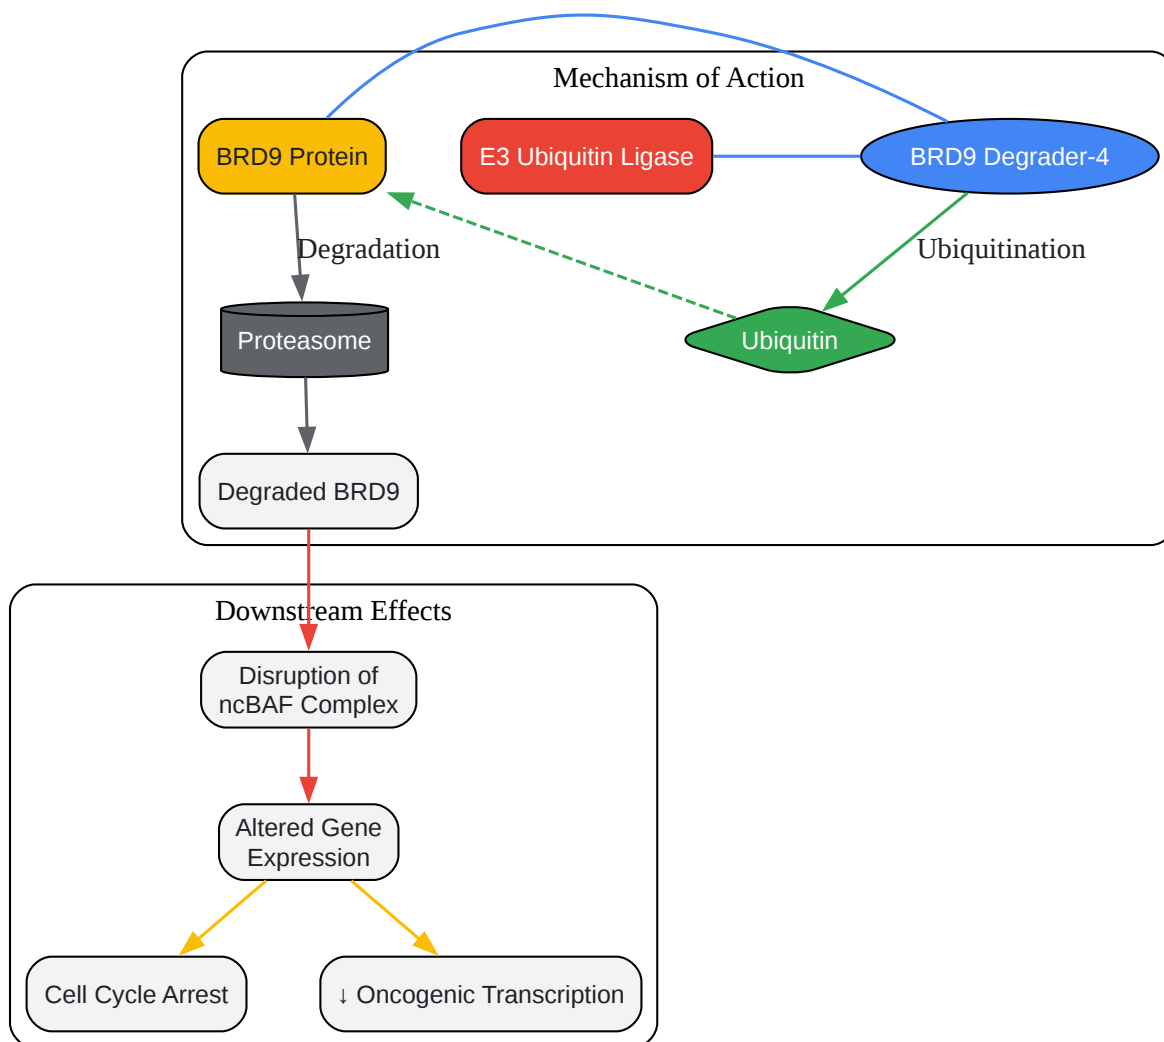 Mechanism of Action
BRD9 Protein
E3 Ubiquitin Ligase
BRD9 Degrader-4
Degradation
Ubiquitination
Proteasome
Ubiquitin
Degraded BRD9
Downstream Effects
Disruption of
ncBAF Complex
Altered Gene
Expression
Cell Cycle Arrest
↓ Oncogenic Transcription